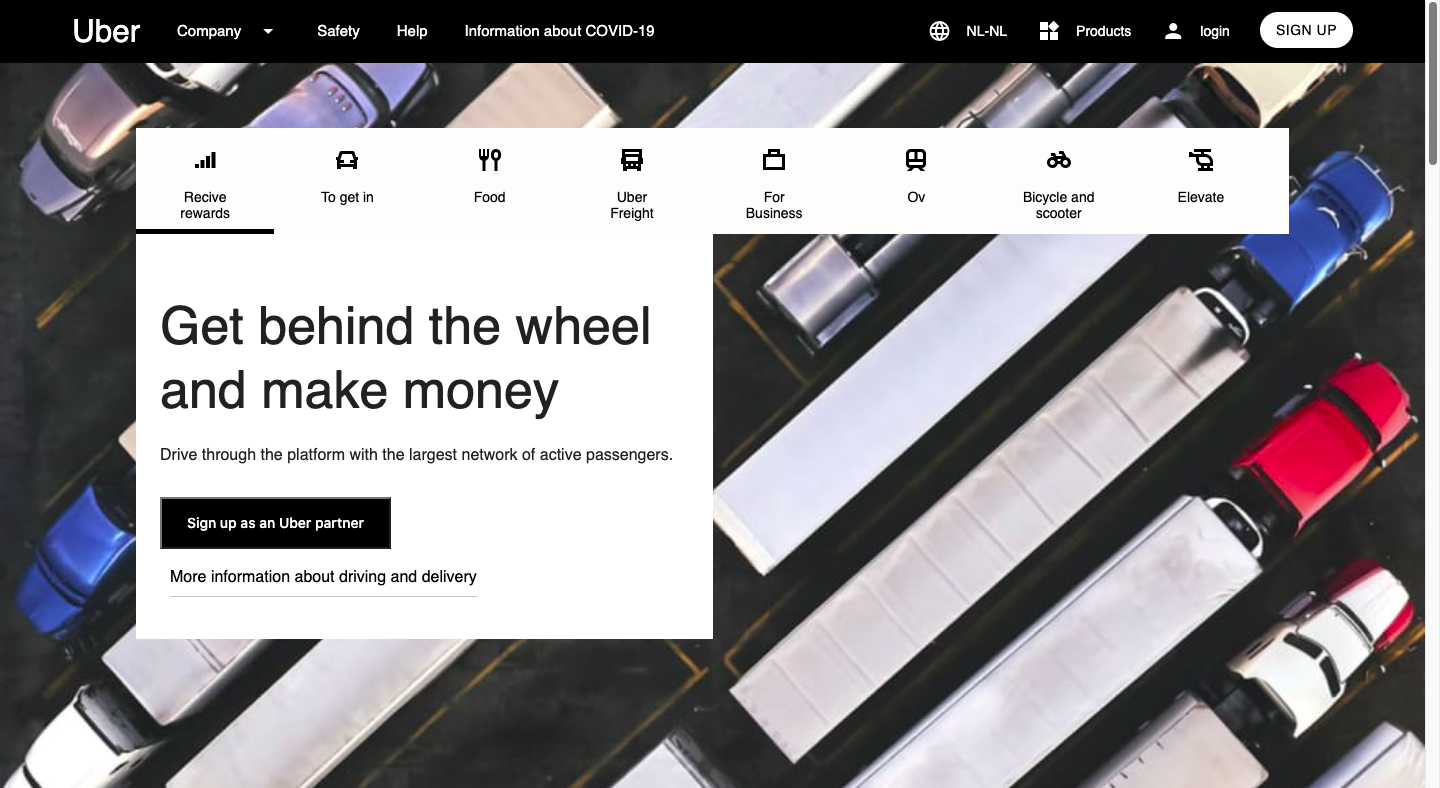 Uber
Company
Safety
Help
Information about COVID-19
NL-NL
Products
login
SIGN UP
Recive
rewards
To get in
Food
Uber
Freight
For
Business
Ov
Bicycle and
scooter
Elevate
Get behind the wheel
and make money
Drive through the platform with the largest network of active passengers.
Sign up as an Uber partner
More information about driving and delivery